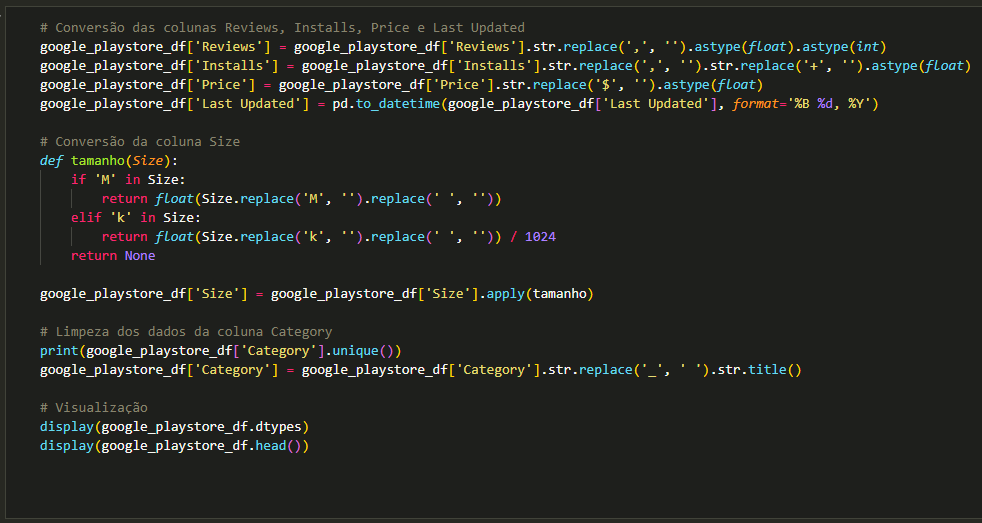 # Conversão das colunas Reviews, Installs, Price e Last Updated
google_playstore_df['Reviews'] = google_playstore_df['Reviews'].str.replace(',', '').astype(float).astype(int)
google_playstore_df['Installs'] = google_playstore_df['Installs'].str.replace(',', '').str.replace('+', '').astype(float)
google_playstore_df['Price'] = google_playstore_df['Price'].str.replace('$', '').astype(float)
google_playstore_df['Last Updated'] = pd.to_datetime(google_playstore_df['Last Updated'], format='%B %d, %Y')

# Conversão da coluna Size
def tamanho(Size):
    if 'M' in Size:
        return float(Size.replace('M', '').replace(' ', ''))
    elif 'k' in Size:
        return float(Size.replace('k', '').replace(' ', '')) / 1024
    return None

google_playstore_df['Size'] = google_playstore_df['Size'].apply(tamanho)

# Limpeza dos dados da coluna Category
print(google_playstore_df['Category'].unique())
google_playstore_df['Category'] = google_playstore_df['Category'].str.replace('_', ' ').str.title()

# Visualização
display(google_playstore_df.dtypes)
display(google_playstore_df.head())